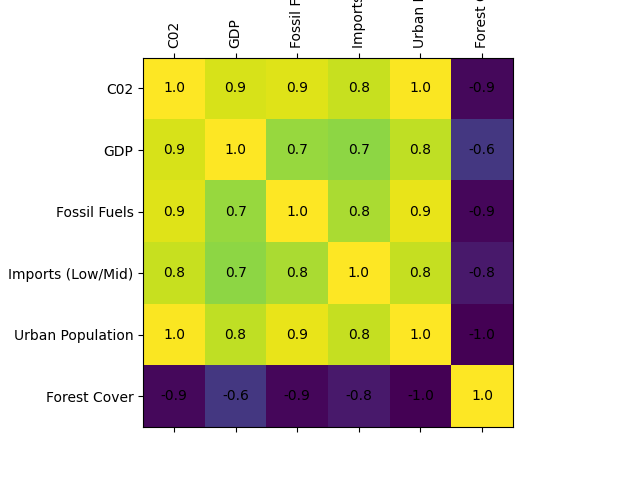 C02 GDP Fossil F Imports Urban Forest
C02 1.0 0.9 0.9 0.8 1.0 -0.9
GDP 0.9 1.0 0.7 0.7 0.8 -0.6
Fossil Fuels 0.9 0.7 1.0 0.8 0.9 -0.9
Imports (Low/Mid) 0.8 0.7 0.8 1.0 0.8 -0.8
Urban Population 1.0 0.8 0.9 0.8 1.0 -1.0
Forest Cover -0.9 -0.6 -0.9 -0.8 -1.0 1.0